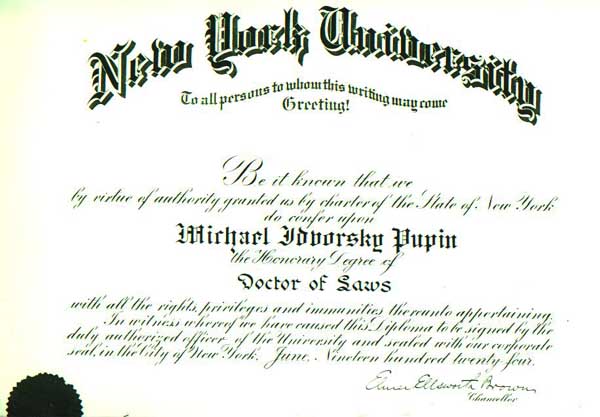 New York University
To all persons to whom this writing may come
Greeting!
Be it known that we
by virtue of authority granted us by charter of the State of New York
do confer upon
Michael Idvorsky Pupin
the Honorary Degree of
Doctor of Laws
with all the rights, privileges and immunities thereunto appertaining.
In witness whereof we have caused this Diploma to be signed by the
duly authorized officer of the University and sealed with our corporate
seal, in the City of New York, June, Nineteen hundred twenty four.
Elmer Ellsworth Brown
Chancellor